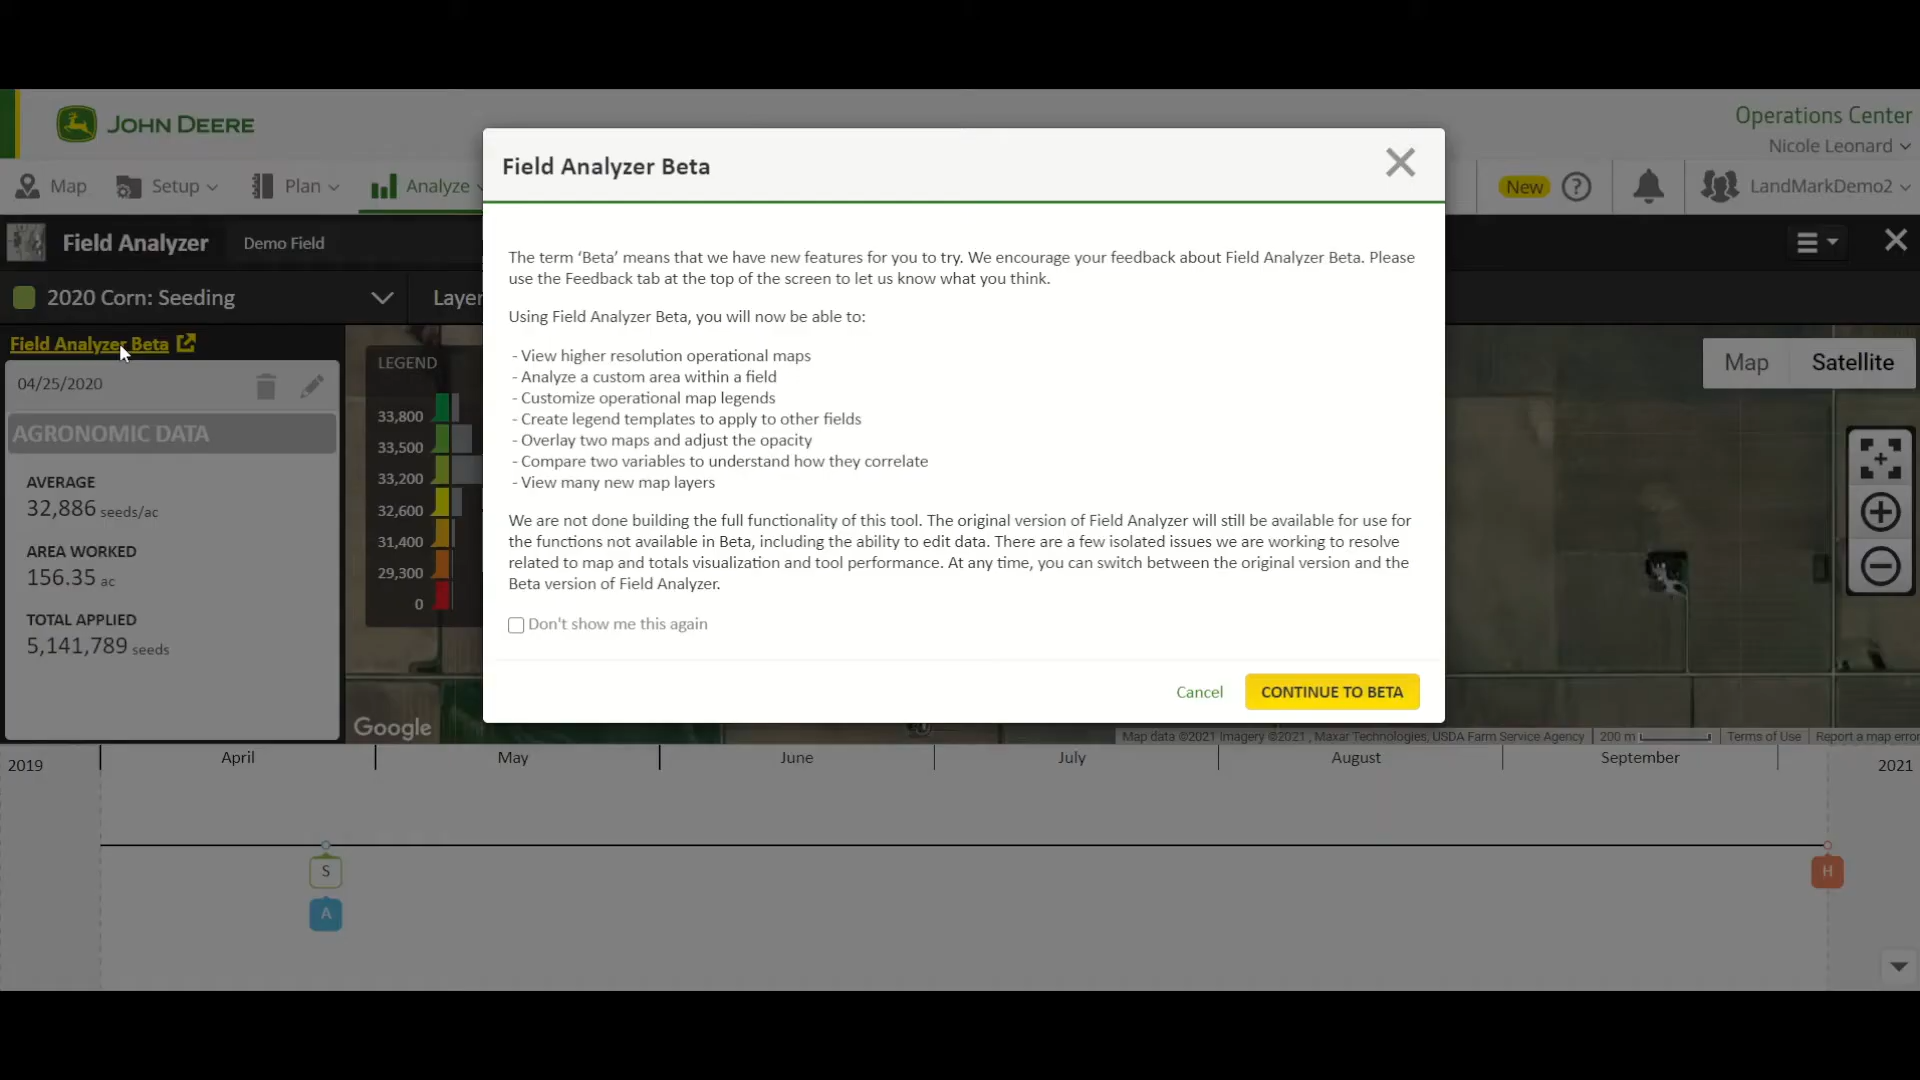 JOHN DEERE
Operations Center
Nicole Leonard
Map
Setup
Plan
Analyze
New
?
LandMarkDemo2
Field Analyzer
Demo Field
2020 Corn: Seeding
Layer
Field Analyzer Beta
04/25/2020
AGRONOMIC DATA
AVERAGE
32,886 seeds/ac
AREA WORKED
156.35 ac
TOTAL APPLIED
5,141,789 seeds
LEGEND
33,800
33,500
33,200
32,600
31,400
29,300
0
Google
Field Analyzer Beta
The term ‘Beta’ means that we have new features for you to try. We encourage your feedback about Field Analyzer Beta. Please
use the Feedback tab at the top of the screen to let us know what you think.
Using Field Analyzer Beta, you will now be able to:
- View higher resolution operational maps
- Analyze a custom area within a field
- Customize operational map legends
- Create legend templates to apply to other fields
- Overlay two maps and adjust the opacity
- Compare two variables to understand how they correlate
- View many new map layers
We are not done building the full functionality of this tool. The original version of Field Analyzer will still be available for use for
the functions not available in Beta, including the ability to edit data. There are a few isolated issues we are working to resolve
related to map and totals visualization and tool performance. At any time, you can switch between the original version and the
Beta version of Field Analyzer.
Don't show me this again
Cancel
CONTINUE TO BETA
Map
Satellite
Map data ©2021 Imagery ©2021 , Maxar Technologies, USDA Farm Service Agency
200 m
Terms of Use
Report a map error
2019
April
May
June
July
August
September
2021
S
A
H